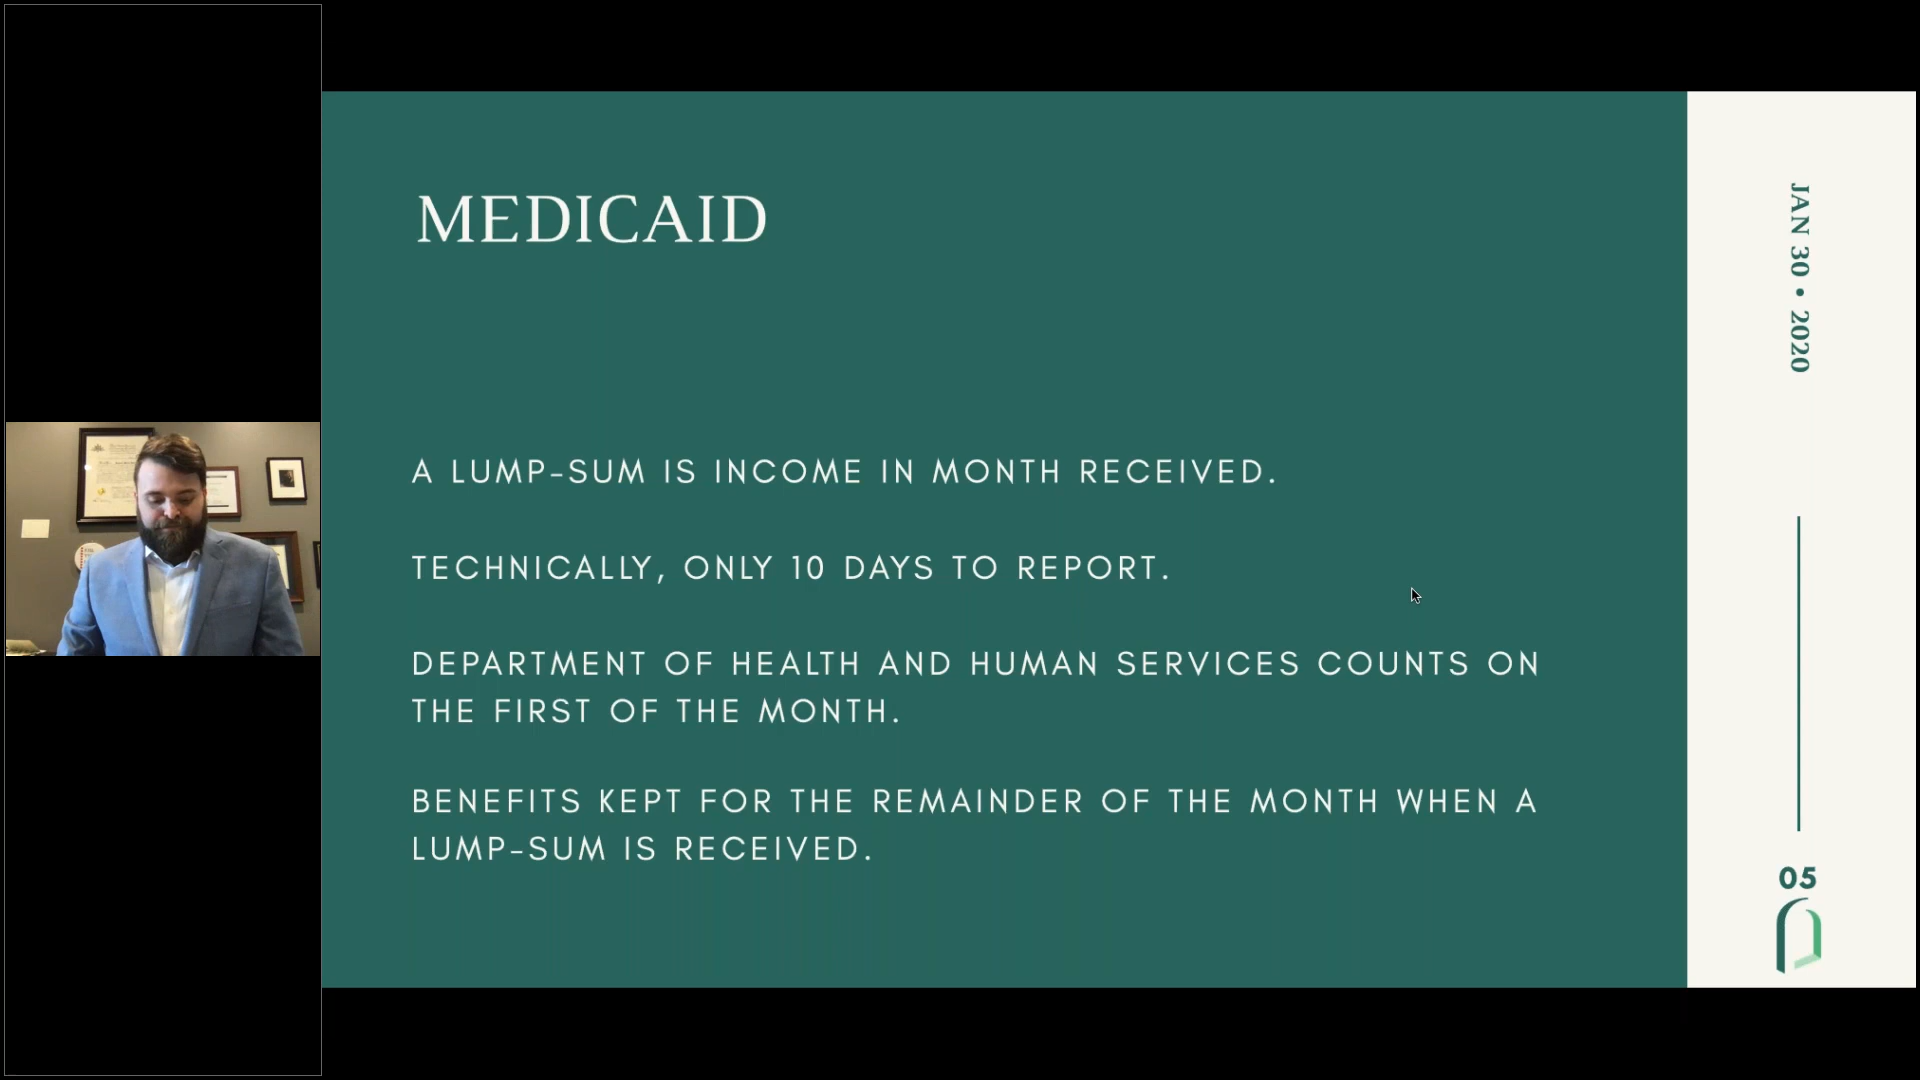 MEDICAID
A LUMP-SUM IS INCOME IN MONTH RECEIVED.
TECHNICALLY, ONLY 10 DAYS TO REPORT.
DEPARTMENT OF HEALTH AND HUMAN SERVICES COUNTS ON
THE FIRST OF THE MONTH.
BENEFITS KEPT FOR THE REMAINDER OF THE MONTH WHEN A
LUMP-SUM IS RECEIVED.
JAN 30 • 2020
05